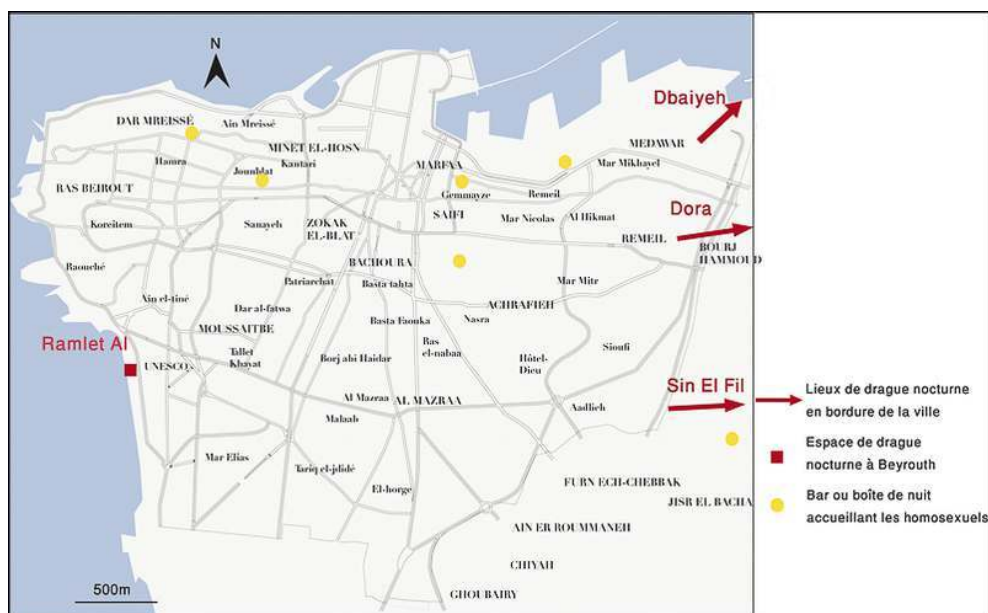 N
Dbaiyeh
DAR MREISSÉ
Ain Mreissé
MEDAWAR
MINET EL-HOSN
Hamra
Kantari
MARFAA
Mar Mikhayel
Jounblat
RAS BEIROUT
Gemmayze
Remeil
Dora
SAIFI
Mar Nicolas
Al Hikmat
Koreitem
Sanayeh
ZOKAK
EL-BLAT
REMEIL
BOURJ
HAMMOUD
Raouché
BACHOURA
Patriarchat
Basta tahta
Mar Mitr
Ain el-tiné
ACHRAFIEH
Dar al-fatwa
Basta Faouka
Nasra
MOUSSAITBE
Ramlet Al
Ras
el-nabaa
Sioufi
Tallet
Khayat
Borj abi Haidar
Hôtel-
Dieu
UNESCO
Sin El Fil
Lieux de drague nocturne
en bordure de la ville
Al Mazraa
AL MAZRAA
Aadlieh
Malaab
Espace de drague
nocturne à Beyrouth
Mar Elias
Tariq el-jdidé
El-horge
FURN ECH-CHEBBAK
JISR EL BACHA
Bar ou boîte de nuit
accueillant les homosexuels
AIN ER ROUMMANEH
CHIYAH
500m
GHOUBAIRY